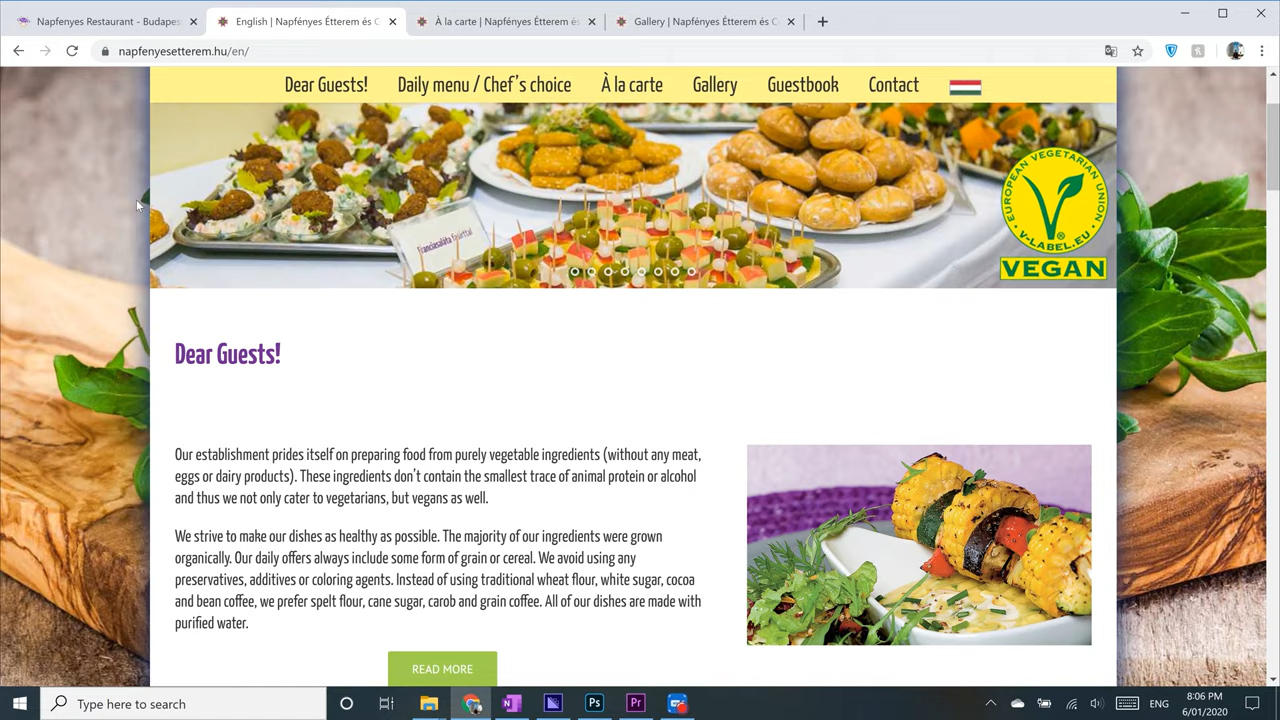 Napfenyes Restaurant - Budapes
English | Napfényes Étterem és C
À la carte | Napfényes Étterem és
Gallery | Napfényes Étterem és C
napfenyesetterem.hu/en/
Dear Guests! Daily menu / Chef's choice À la carte Gallery Guestbook Contact
Franciasaláta fasírttal
EUROPEAN VEGETARIAN UNION
V-LABEL.EU
VEGAN
Dear Guests!
Our establishment prides itself on preparing food from purely vegetable ingredients (without any meat,
eggs or dairy products). These ingredients don't contain the smallest trace of animal protein or alcohol
and thus we not only cater to vegetarians, but vegans as well.
We strive to make our dishes as healthy as possible. The majority of our ingredients were grown
organically. Our daily offers always include some form of grain or cereal. We avoid using any
preservatives, additives or coloring agents. Instead of using traditional wheat flour, white sugar, cocoa
and bean coffee, we prefer spelt flour, cane sugar, carob and grain coffee. All of our dishes are made with
purified water.
READ MORE
Type here to search
Ps
Pr
ENG
8:06 PM
6/01/2020